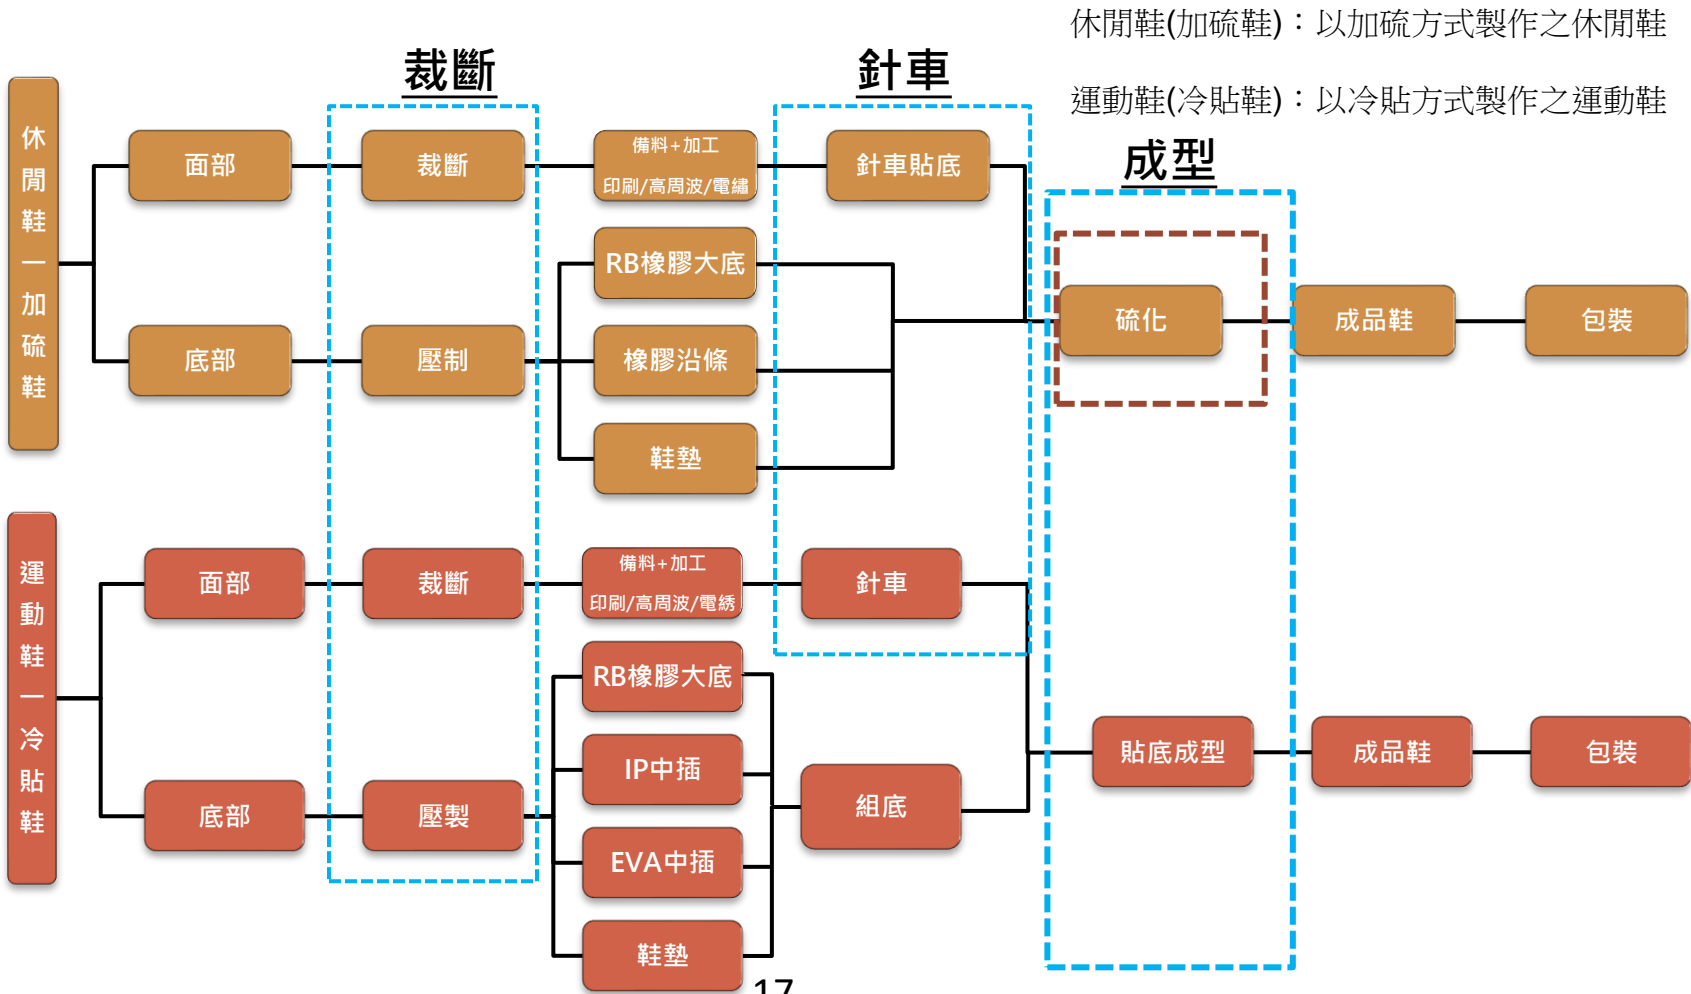 休閒鞋(加硫鞋)：以加硫方式製作之休閒鞋
運動鞋(冷貼鞋)：以冷貼方式製作之運動鞋
裁斷
針車
成型
休閒鞋—加硫鞋
面部
裁斷
備料+加工
印刷/高周波/電繡
針車貼底
底部
壓制
RB橡膠大底
橡膠沿條
鞋墊
硫化
成品鞋
包裝
運動鞋—冷貼鞋
面部
裁斷
備料+加工
印刷/高周波/電綉
針車
底部
壓製
RB橡膠大底
IP中插
EVA中插
鞋墊
組底
貼底成型
成品鞋
包裝
17